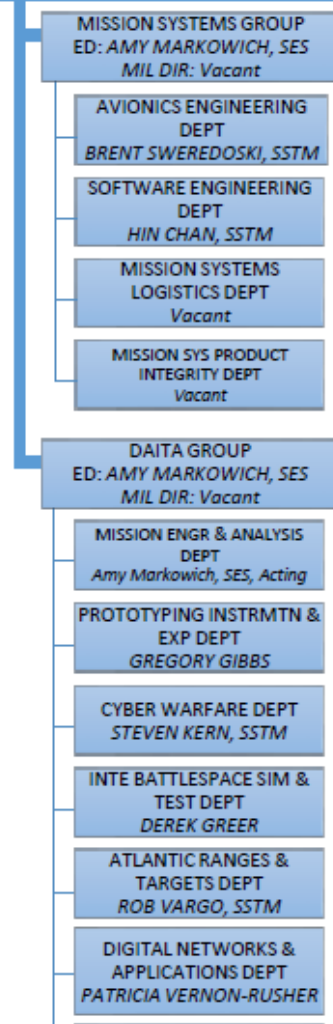 MISSION SYSTEMS GROUP
ED: AMY MARKOWICH, SES
MIL DIR: Vacant
AVIONICS ENGINEERING
DEPT
BRENT SWEREDOSKI, SSTM
SOFTWARE ENGINEERING
DEPT
HIN CHAN, SSTM
MISSION SYSTEMS
LOGISTICS DEPT
Vacant
MISSION SYS PRODUCT
INTEGRITY DEPT
Vacant
DAITA GROUP
ED: AMY MARKOWICH, SES
MIL DIR: Vacant
MISSION ENGR & ANALYSIS
DEPT
Amy Markowich, SES, Acting
PROTOTYPING INSTRMTN &
EXP DEPT
GREGORY GIBBS
CYBER WARFARE DEPT
STEVEN KERN, SSTM
INTE BATTLESPACE SIM &
TEST DEPT
DEREK GREER
ATLANTIC RANGES &
TARGETS DEPT
ROB VARGO, SSTM
DIGITAL NETWORKS &
APPLICATIONS DEPT
PATRICIA VERNON-RUSHER